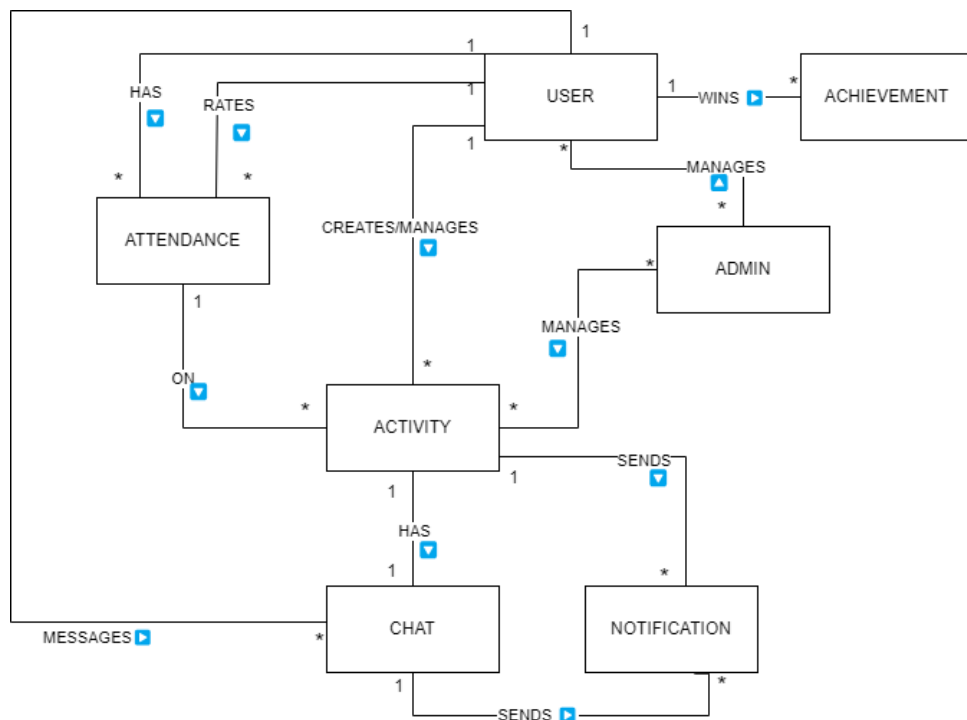 1
1
HAS
RATES
1
USER
1
WINS
*
ACHIEVEMENT
1
*
MANAGES
*
*
*
ATTENDANCE
CREATES/MANAGES
*
ADMIN
1
MANAGES
*
ON
*
*
ACTIVITY
1
1
SENDS
HAS
1
*
CHAT
NOTIFICATION
MESSAGES
*
1
*
SENDS